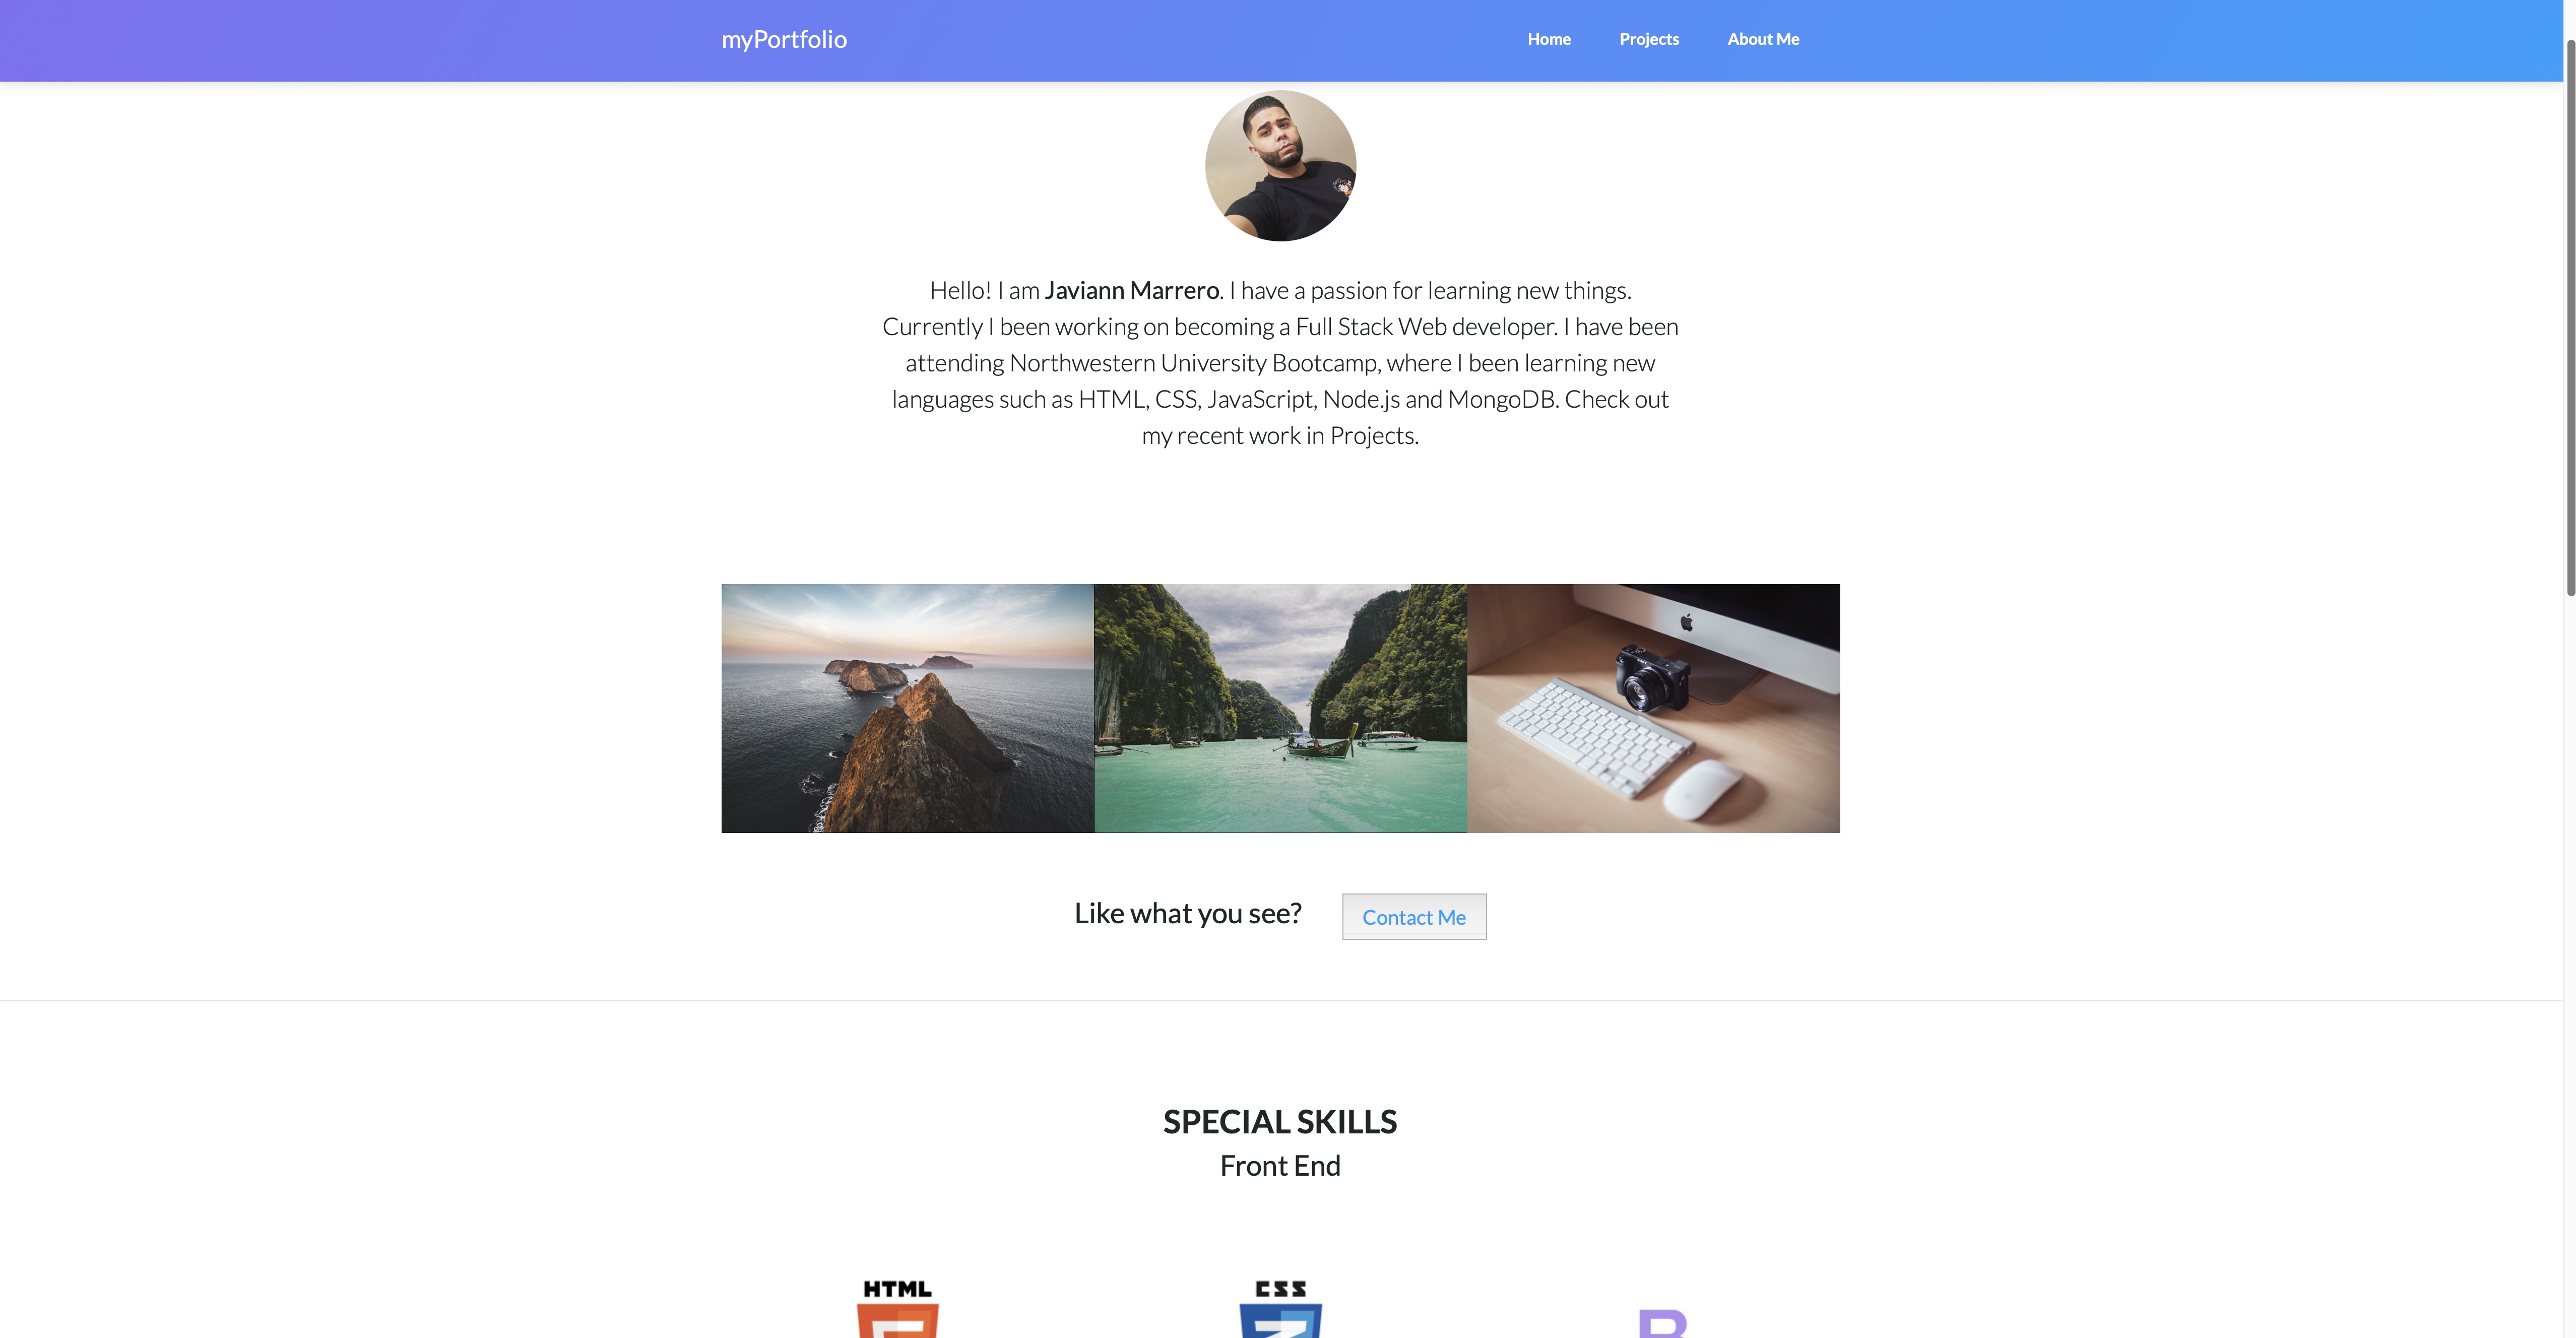 myPortfolio
Home Projects About Me
Hello! I am Javiann Marrero. I have a passion for learning new things.
Currently I been working on becoming a Full Stack Web developer. I have been
attending Northwestern University Bootcamp, where I been learning new
languages such as HTML, CSS, JavaScript, Node.js and MongoDB. Check out
my recent work in Projects.
Like what you see? Contact Me
SPECIAL SKILLS
Front End
HTML CSS
B